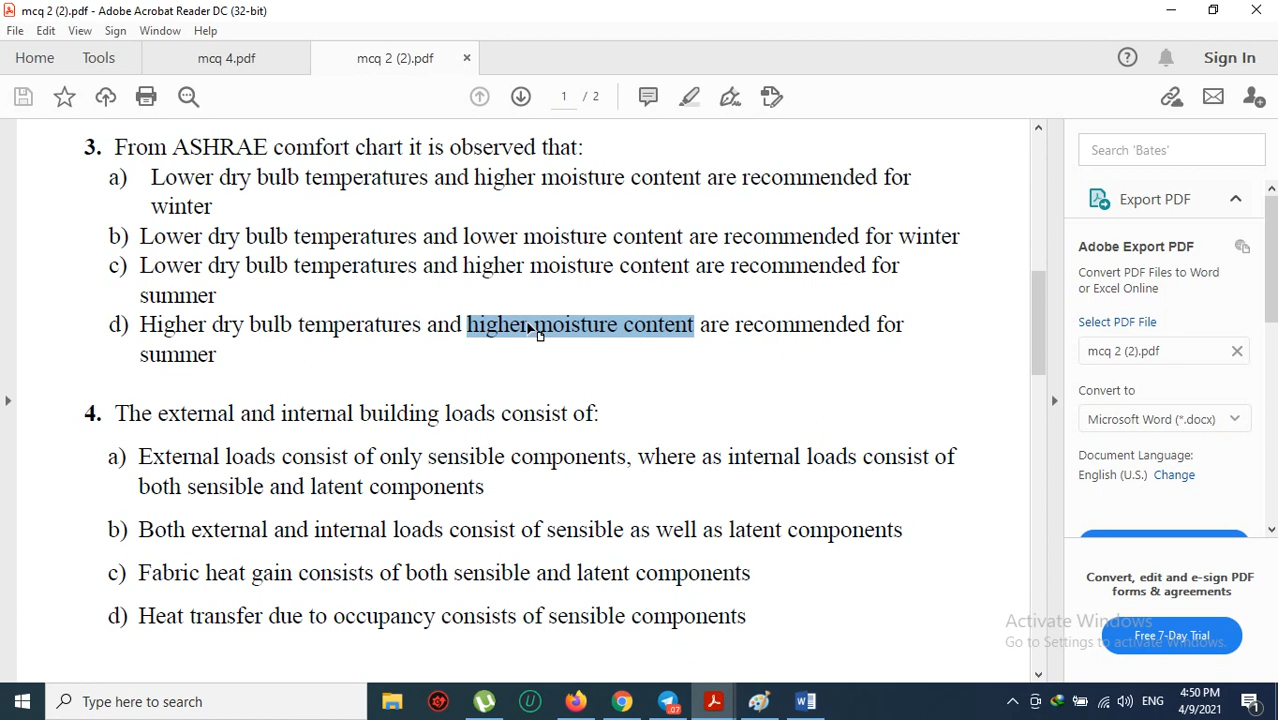 mcq 2 (2).pdf - Adobe Acrobat Reader DC (32-bit)
File Edit View Sign Window Help
Home Tools mcq 4.pdf mcq 2 (2).pdf × Sign In
1 / 2
3. From ASHRAE comfort chart it is observed that:
a) Lower dry bulb temperatures and higher moisture content are recommended for
winter
b) Lower dry bulb temperatures and lower moisture content are recommended for winter
c) Lower dry bulb temperatures and higher moisture content are recommended for
summer
d) Higher dry bulb temperatures and higher moisture content are recommended for
summer
4. The external and internal building loads consist of:
a) External loads consist of only sensible components, where as internal loads consist of
both sensible and latent components
b) Both external and internal loads consist of sensible as well as latent components
c) Fabric heat gain consists of both sensible and latent components
d) Heat transfer due to occupancy consists of sensible components
Search 'Bates'
Export PDF
Adobe Export PDF
Convert PDF Files to Word
or Excel Online
Select PDF File
mcq 2 (2).pdf
Convert to
Microsoft Word (*.docx)
Document Language:
English (U.S.) Change
Convert, edit and e-sign PDF
forms & agreements
Free 7-Day Trial
Activate Windows
Go to Settings to activate Windows.
Type here to search
07
ENG
4:50 PM
4/9/2021
1